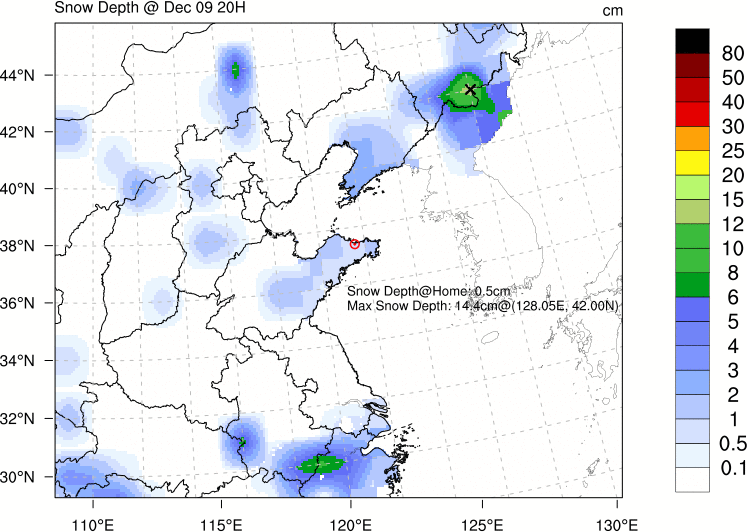 Snow Depth @ Dec 09 20H
cm
44°N
42°N
40°N
38°N
36°N
34°N
32°N
30°N
110°E
115°E
120°E
125°E
130°E
Snow Depth@Home: 0.5cm
Max Snow Depth: 14.4cm@(128.05E, 42.00N)
80
50
40
30
25
20
15
12
10
8
6
5
4
3
2
1
0.5
0.1